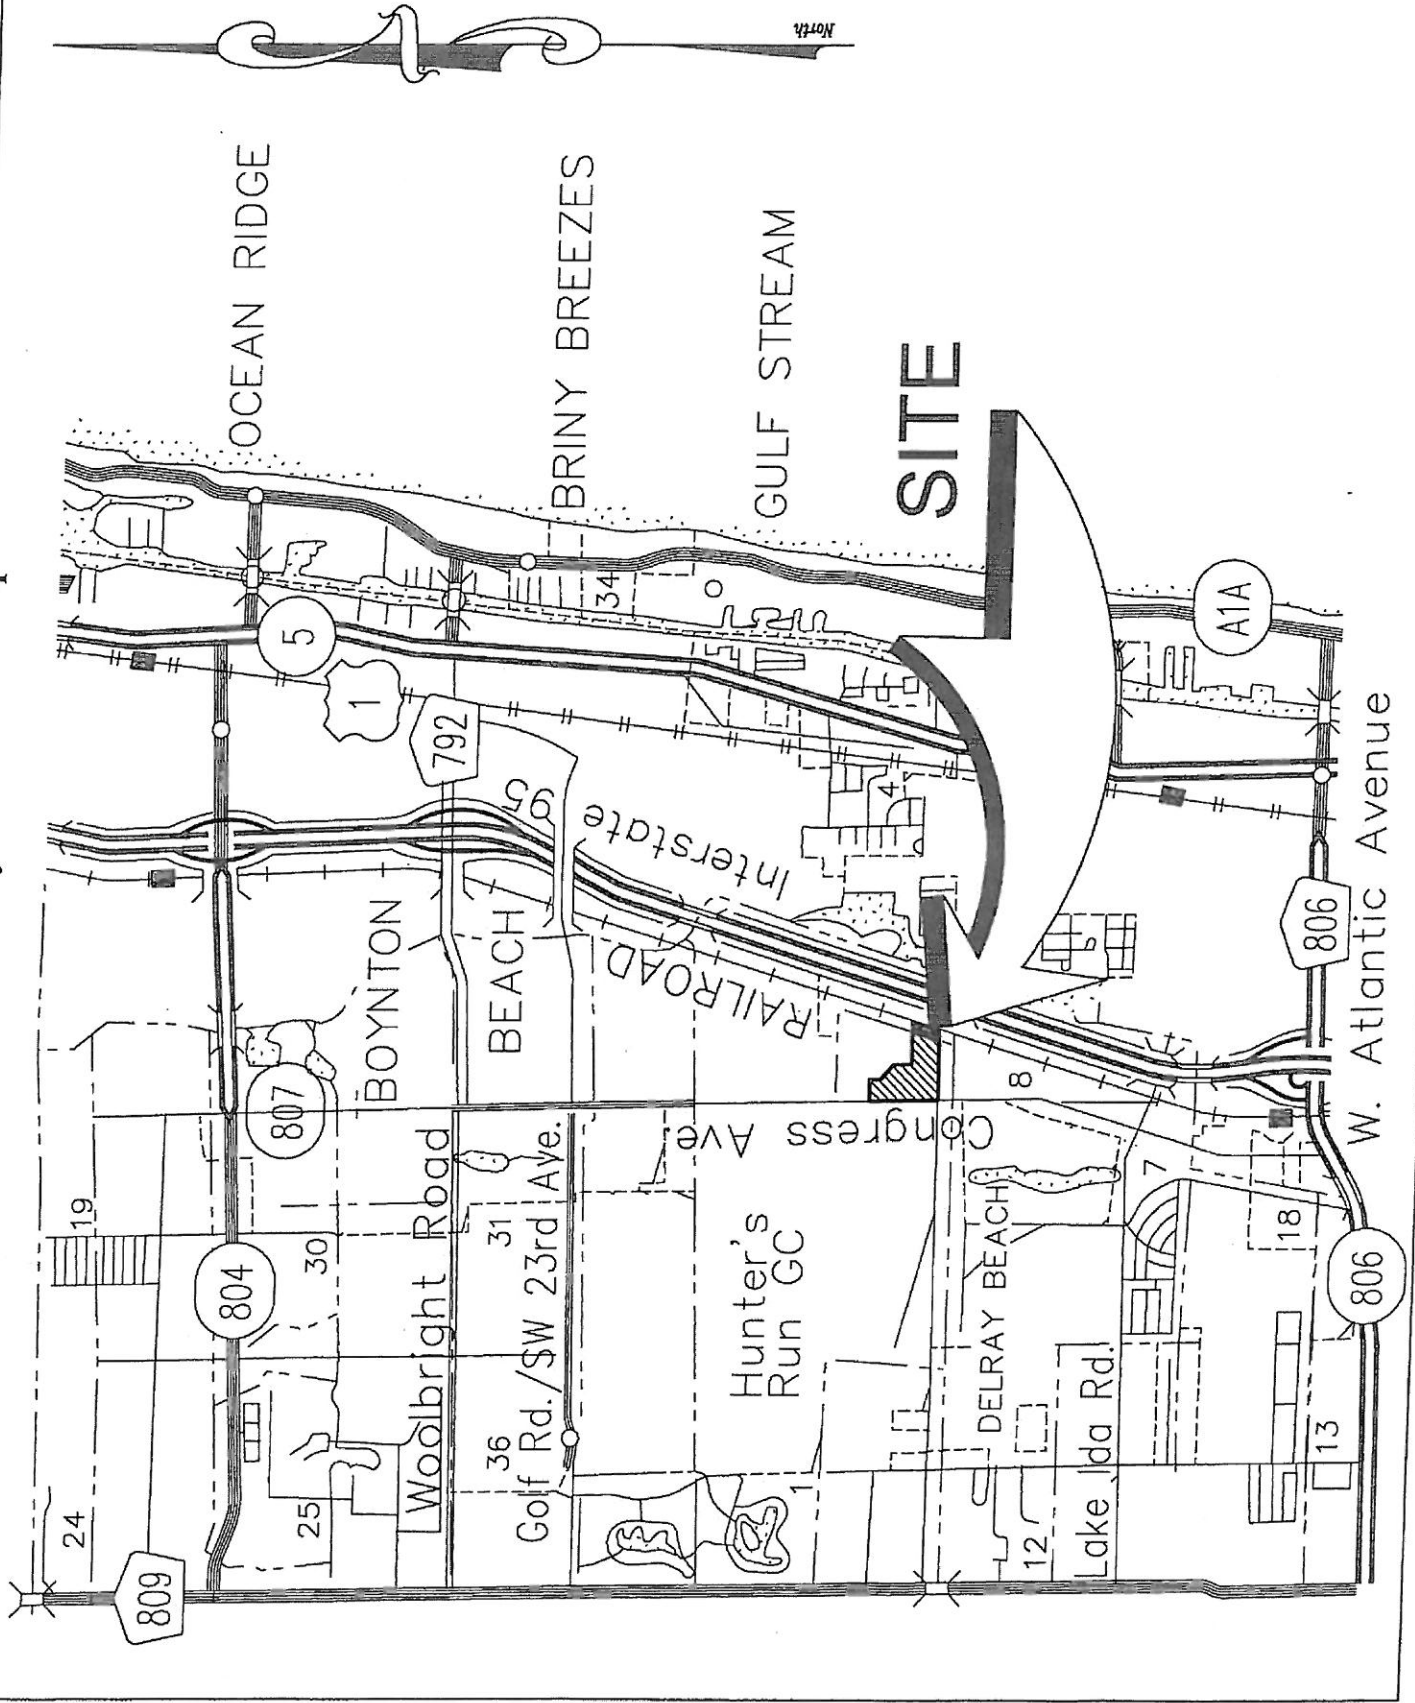 North
OCEAN RIDGE
BRINY BREEZES
GULF STREAM
SITE
5
1
792
34
A1A
Interstate 95
4
RAILROAD
BOYNTON
BEACH
807
8
806
W. Atlantic Avenue
Congress Ave
19
804
30
Woolbright Road
31
Golf Rd./SW 23rd Ave.
36
Hunter's
Run GC
DELRAY BEACH
7
18
806
24
25
809
1
12
Lake Ida Rd.
13